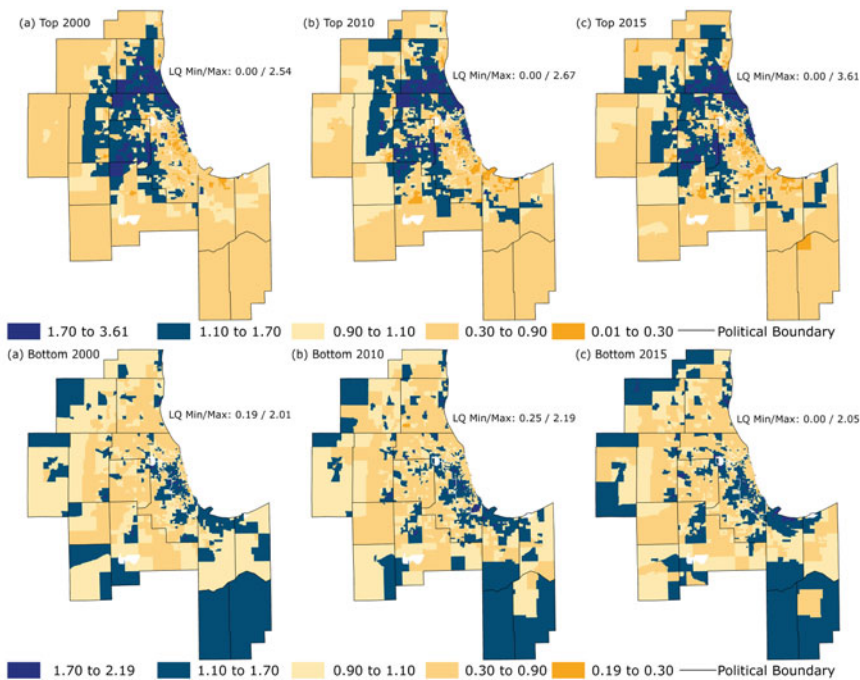 (a) Top 2000
(b) Top 2010
(c) Top 2015
LQ Min/Max: 0.00 / 2.54
LQ Min/Max: 0.00 / 2.67
LQ Min/Max: 0.00 / 3.61
1.70 to 3.61 1.10 to 1.70 0.90 to 1.10 0.30 to 0.90 0.01 to 0.30 Political Boundary
(a) Bottom 2000
(b) Bottom 2010
(c) Bottom 2015
LQ Min/Max: 0.19 / 2.01
LQ Min/Max: 0.25 / 2.19
LQ Min/Max: 0.00 / 2.05
1.70 to 2.19 1.10 to 1.70 0.90 to 1.10 0.30 to 0.90 0.19 to 0.30 Political Boundary